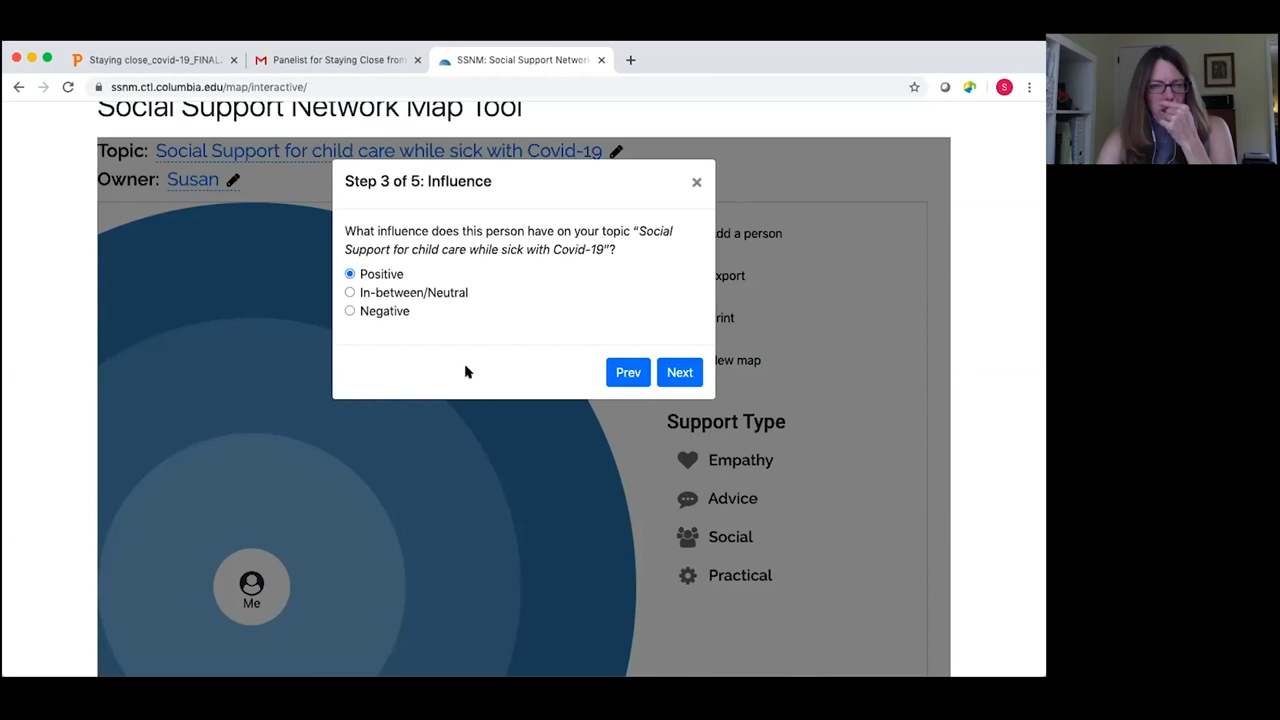 Staying close_covid-19_FINAL.
Panelist for Staying Close from
SSNM: Social Support Networ
ssnm.ctl.columbia.edu/map/interactive/
S
Social Support Network Map Tool
Topic: Social Support for child care while sick with Covid-19
Owner: Susan
Step 3 of 5: Influence
What influence does this person have on your topic “Social
Support for child care while sick with Covid-19”?
Positive
In-between/Neutral
Negative
Prev
Next
dd a person
xport
rint
ew map
Support Type
Empathy
Advice
Social
Practical
Me